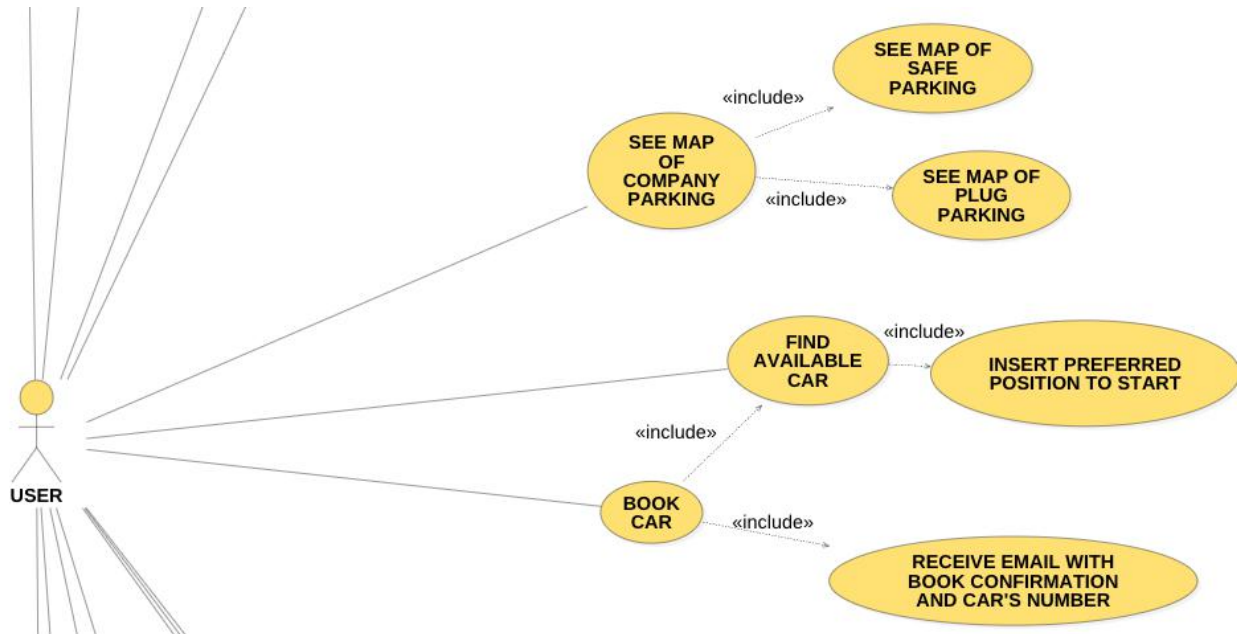 SEE MAP OF
SAFE
PARKING
«include»
SEE MAP
OF
COMPANY
PARKING
«include»
SEE MAP OF
PLUG
PARKING
FIND
AVAILABLE
CAR
«include»
INSERT PREFERRED
POSITION TO START
«include»
USER
BOOK
CAR
«include»
RECEIVE EMAIL WITH
BOOK CONFIRMATION
AND CAR'S NUMBER